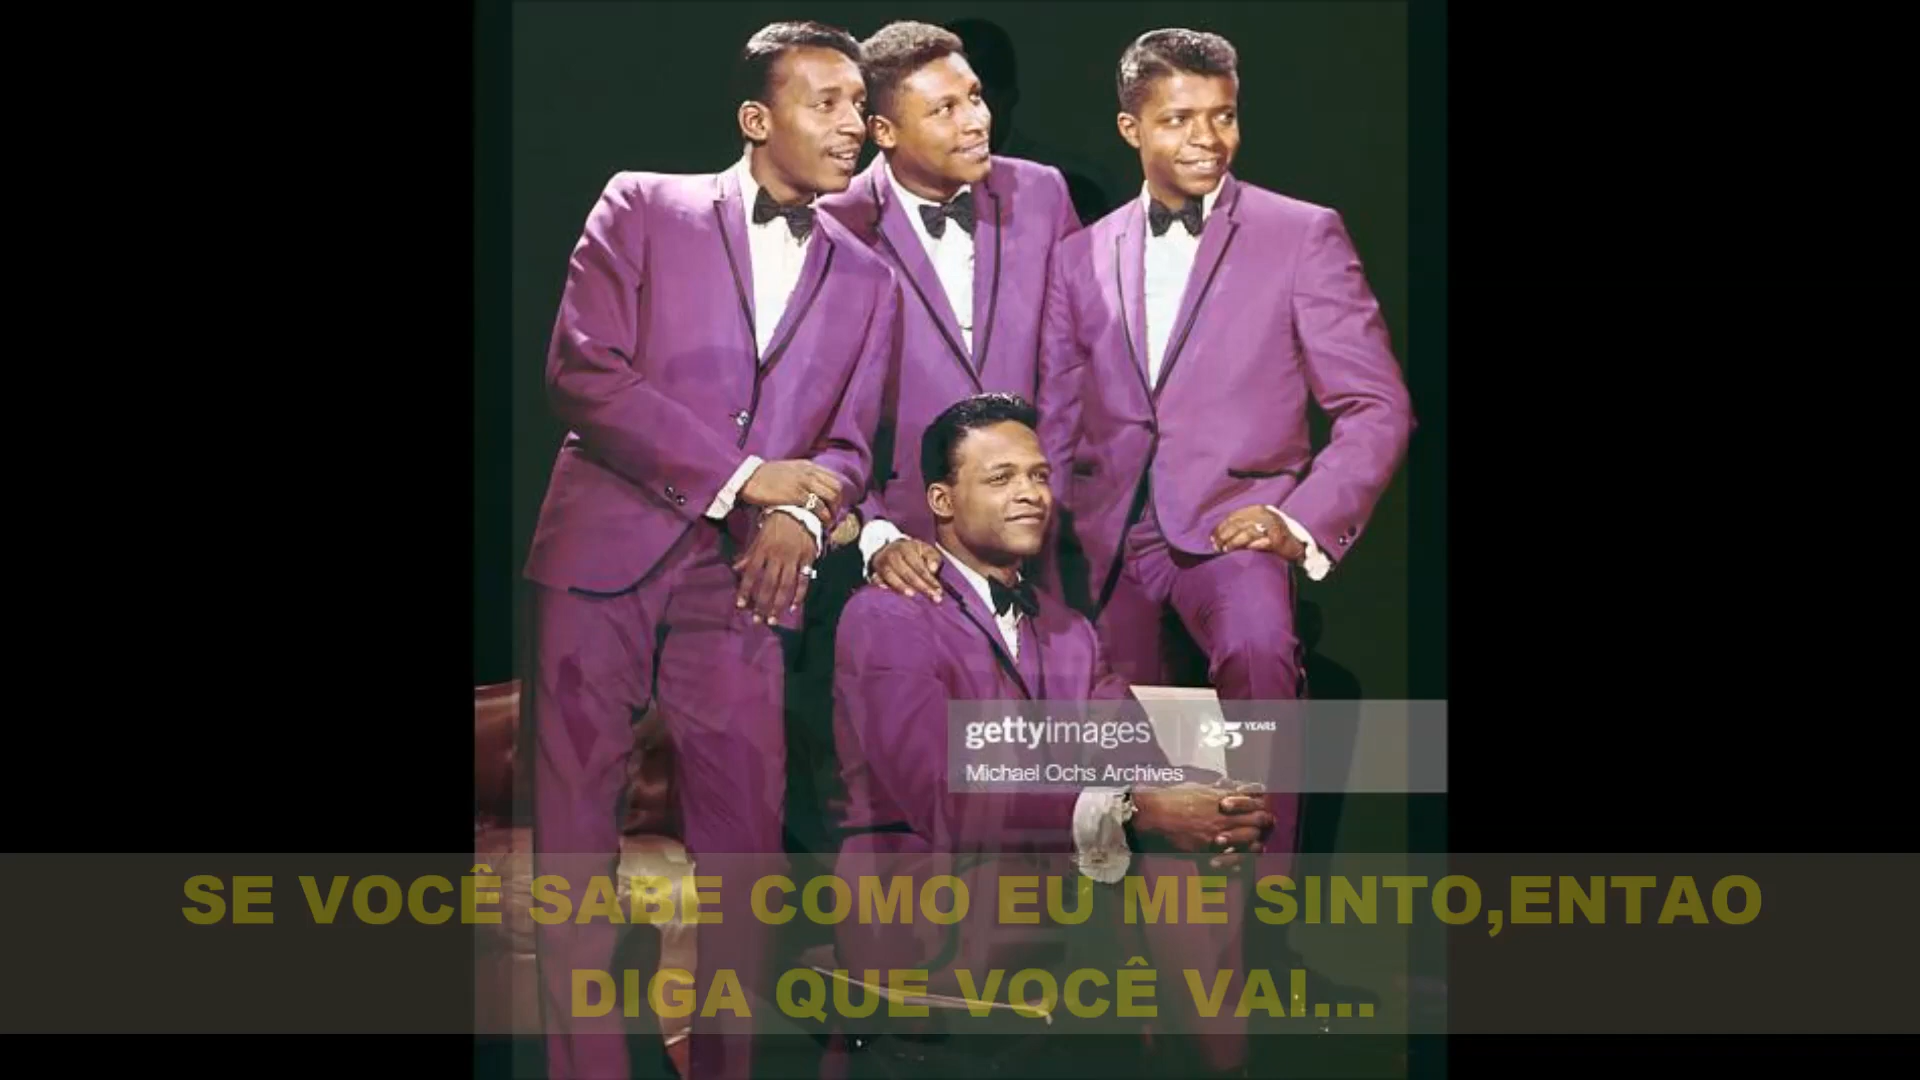 gettyimages 25 YEARS
Michael Ochs Archives
SE VOCÊ SABE COMO EU ME SINTO,ENTAO
DIGA QUE VOCÊ VAI...